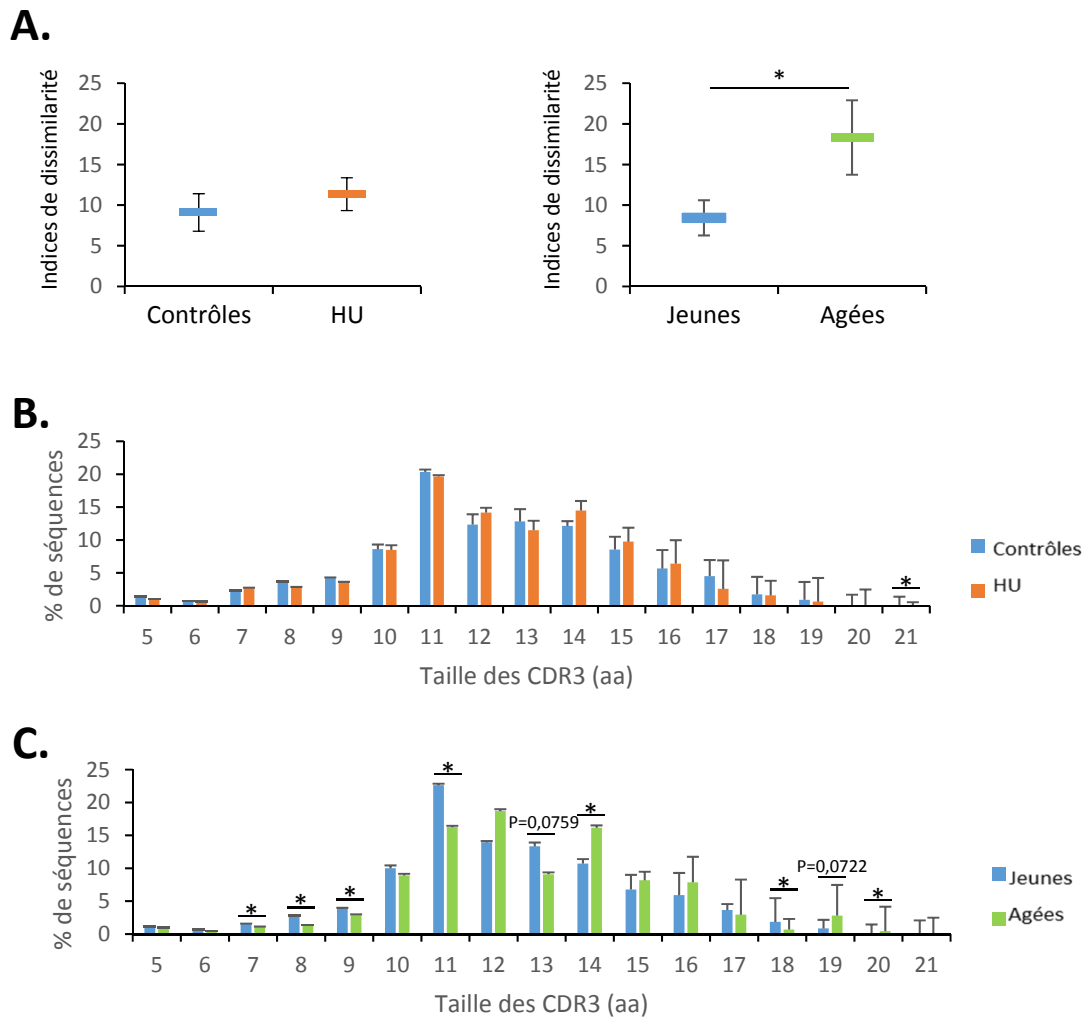 A.
Indices de dissimilarité
25
20
15
10
5
0
Contrôles HU
Indices de dissimilarité
25
20
15
10
5
0
*
Jeunes Agées
B.
% de séquences
25
20
15
10
5
0
*
5 6 7 8 9 10 11 12 13 14 15 16 17 18 19 20 21
Taille des CDR3 (aa)
Contrôles
HU
C.
% de séquences
25
20
15
10
5
0
* * * * P=0,0759 * * P=0,0722 *
5 6 7 8 9 10 11 12 13 14 15 16 17 18 19 20 21
Taille des CDR3 (aa)
Jeunes
Agées